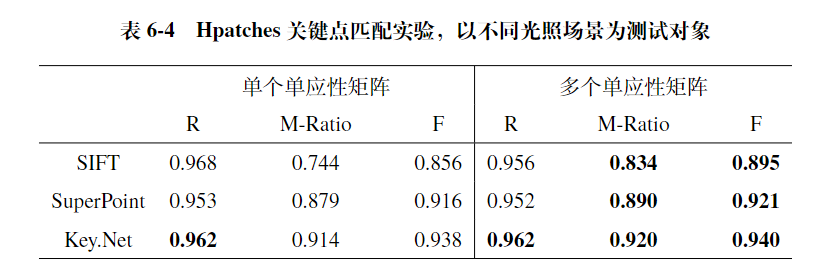 表 6-4 Hpatches 关键点匹配实验，以不同光照场景为测试对象
单个单应性矩阵 多个单应性矩阵
R M-Ratio F R M-Ratio F
SIFT 0.968 0.744 0.856 0.956 0.834 0.895
SuperPoint 0.953 0.879 0.916 0.952 0.890 0.921
Key.Net 0.962 0.914 0.938 0.962 0.920 0.940